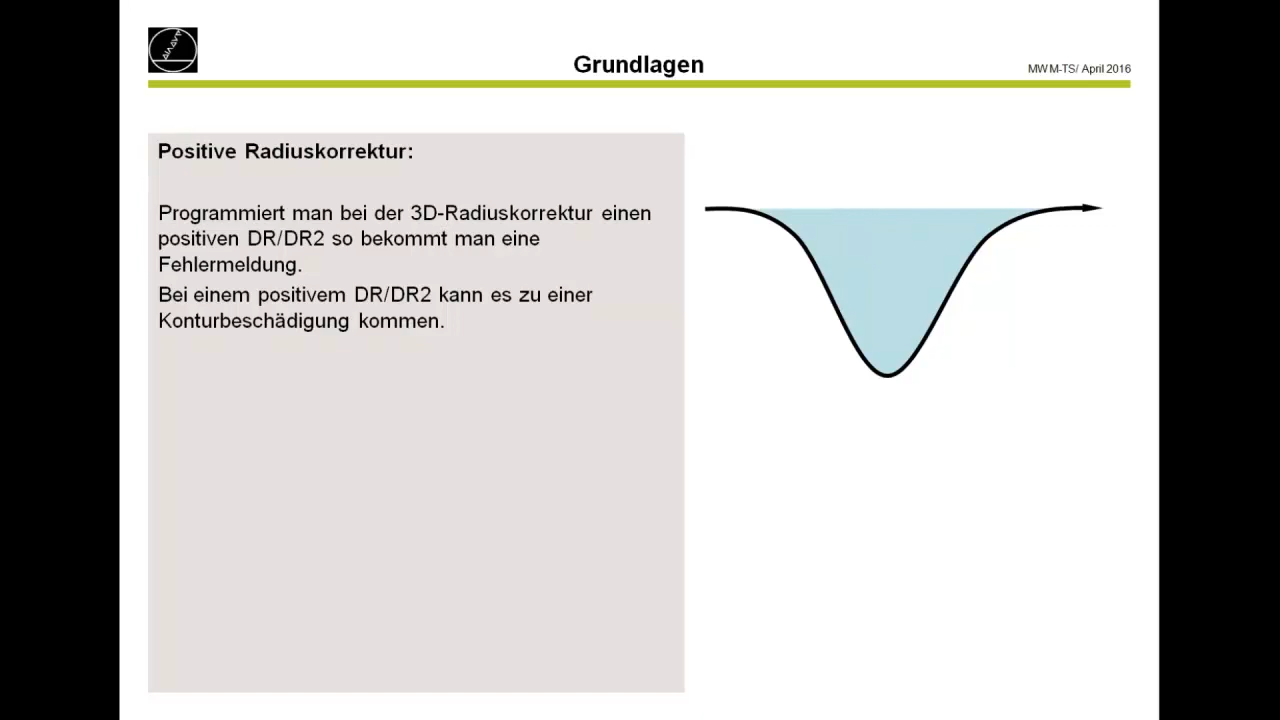 Grundlagen
MWM-TS/ April 2016
Positive Radiuskorrektur:
Programmiert man bei der 3D-Radiuskorrektur einen
positiven DR/DR2 so bekommt man eine
Fehlermeldung.
Bei einem positivem DR/DR2 kann es zu einer
Konturbeschädigung kommen.